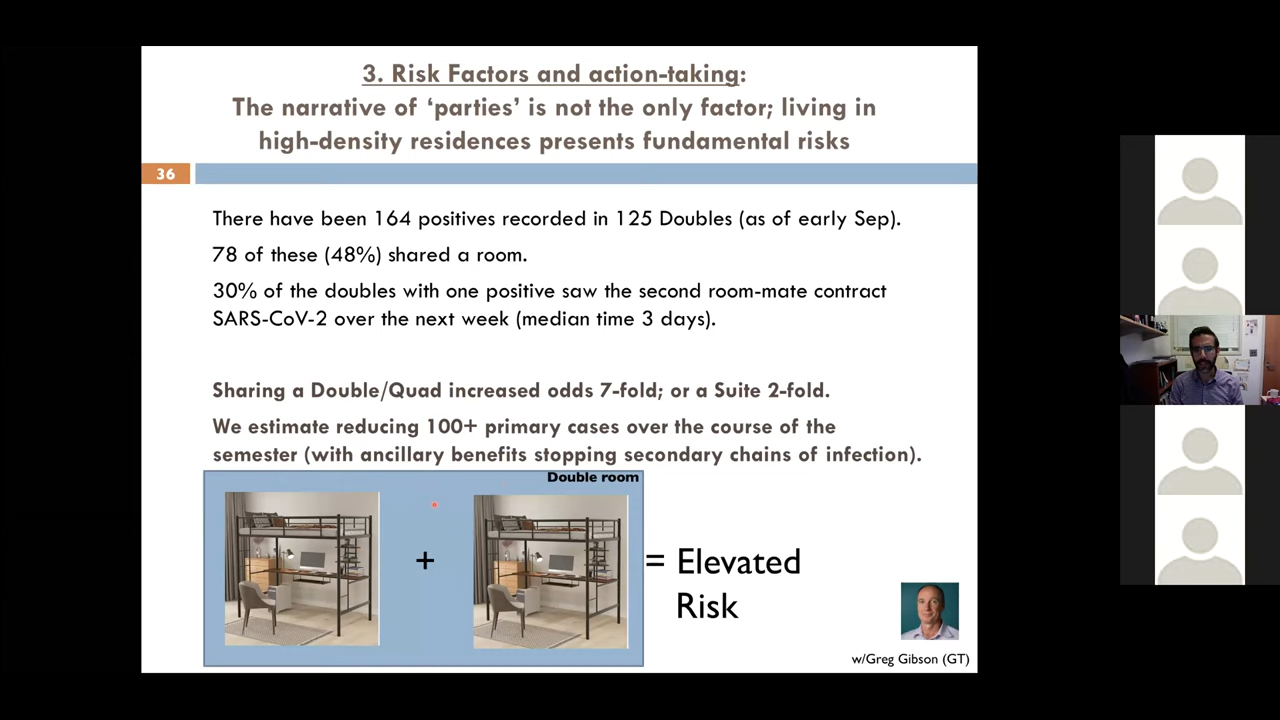 3. Risk Factors and action-taking:
The narrative of ‘parties’ is not the only factor; living in
high-density residences presents fundamental risks
36
There have been 164 positives recorded in 125 Doubles (as of early Sep).
78 of these (48%) shared a room.
30% of the doubles with one positive saw the second room-mate contract
SARS-CoV-2 over the next week (median time 3 days).
Sharing a Double/Quad increased odds 7-fold; or a Suite 2-fold.
We estimate reducing 100+ primary cases over the course of the
semester (with ancillary benefits stopping secondary chains of infection).
Double room
+
= Elevated
Risk
w/Greg Gibson (GT)